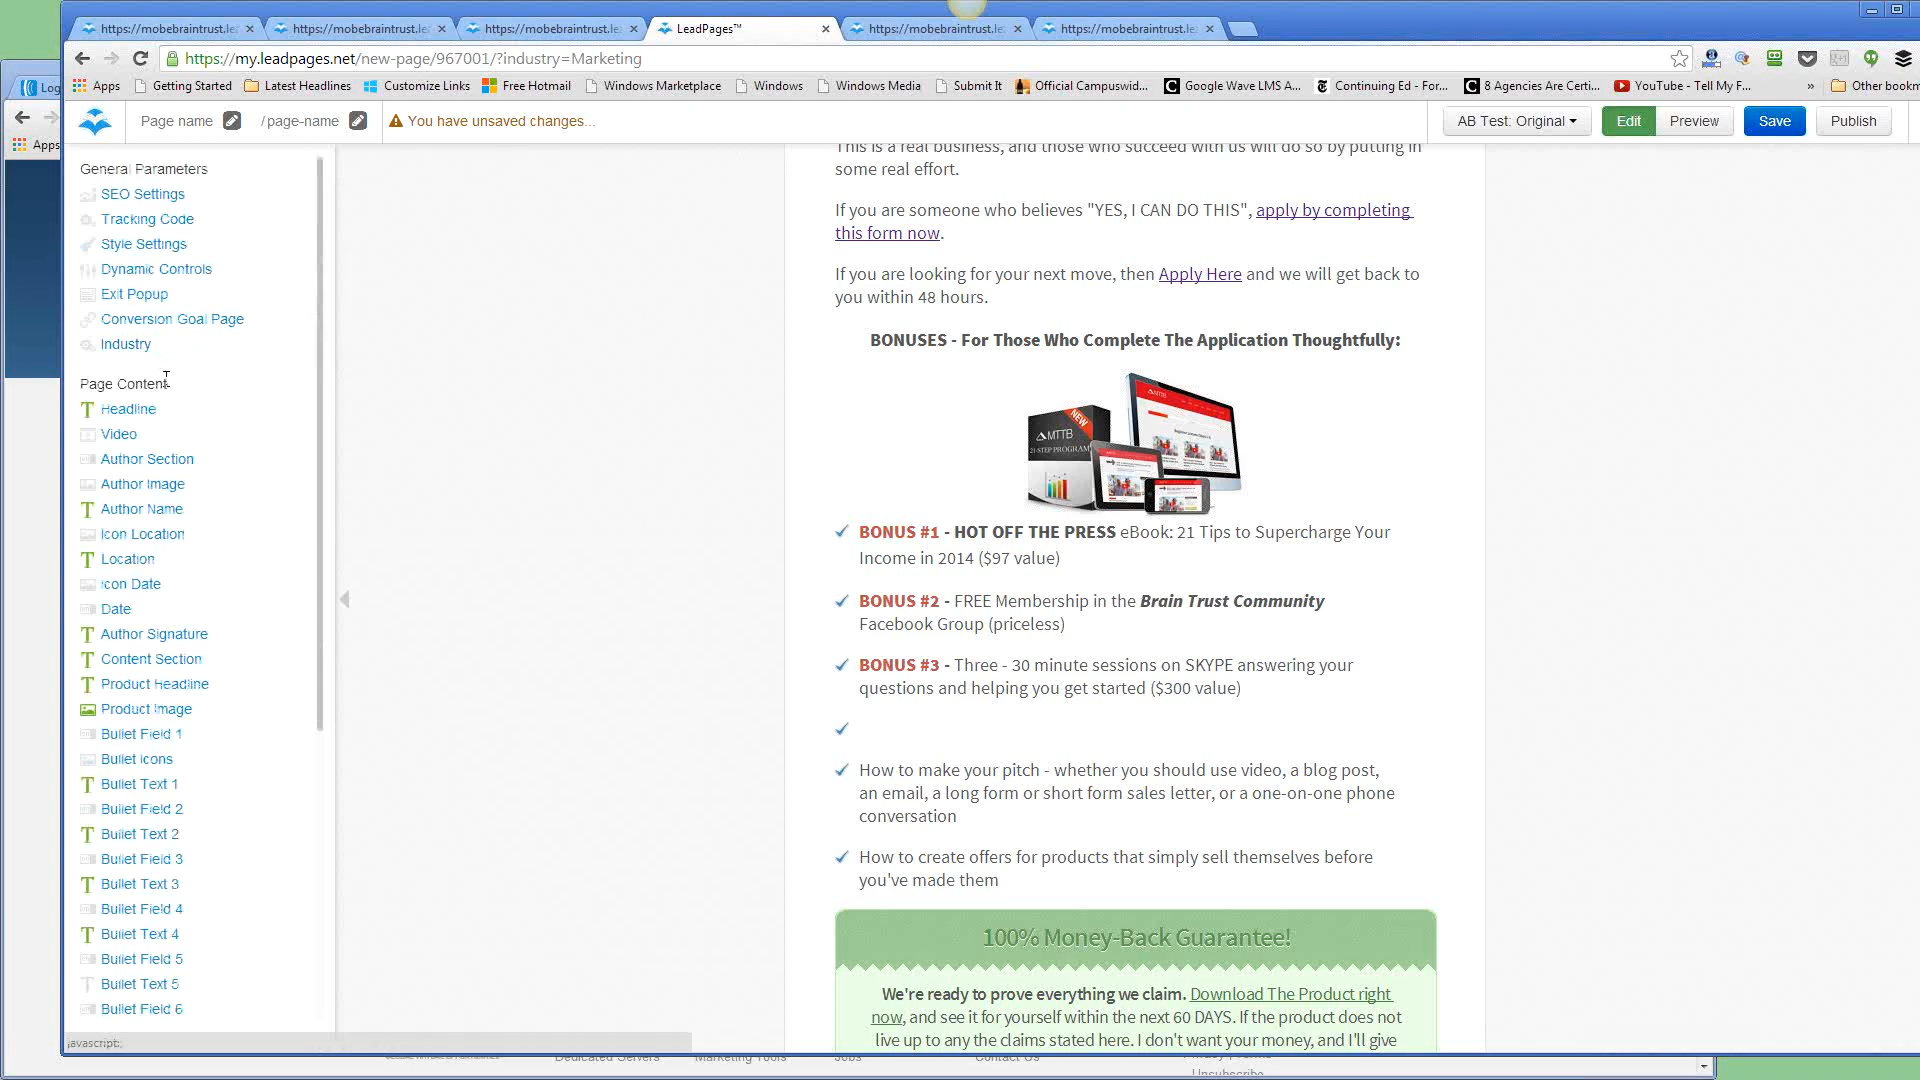 https://mobebraintrust.le
https://mobebraintrust.le
https://mobebraintrust.le
LeadPages™
https://mobebraintrust.le
https://mobebraintrust.le
https://my.leadpages.net/new-page/967001/?industry=Marketing
Log
Apps
Getting Started
Latest Headlines
Customize Links
Free Hotmail
Windows Marketplace
Windows
Windows Media
Submit It
Official Campuswid...
Google Wave LMS A...
Continuing Ed - For...
8 Agencies Are Certi...
YouTube - Tell My F...
»
Other bookm
Page name
/page-name
You have unsaved changes...
AB Test: Original
Edit
Preview
Save
Publish
Apps
General Parameters
SEO Settings
Tracking Code
Style Settings
Dynamic Controls
Exit Popup
Conversion Goal Page
Industry
Page Content
Headline
Video
Author Section
Author Image
Author Name
Icon Location
Location
Icon Date
Date
Author Signature
Content Section
Product Headline
Product Image
Bullet Field 1
Bullet Icons
Bullet Text 1
Bullet Field 2
Bullet Text 2
Bullet Field 3
Bullet Text 3
Bullet Field 4
Bullet Text 4
Bullet Field 5
Bullet Text 5
Bullet Field 6
javascript:;
This is a real business, and those who succeed with us will do so by putting in
some real effort.
If you are someone who believes "YES, I CAN DO THIS", apply by completing
this form now.
If you are looking for your next move, then Apply Here and we will get back to
you within 48 hours.
BONUSES - For Those Who Complete The Application Thoughtfully:
NEW
MTTB
21-STEP PROGRAM
MTTB
BONUS #1 - HOT OFF THE PRESS eBook: 21 Tips to Supercharge Your
Income in 2014 ($97 value)
BONUS #2 - FREE Membership in the Brain Trust Community
Facebook Group (priceless)
BONUS #3 - Three - 30 minute sessions on SKYPE answering your
questions and helping you get started ($300 value)
How to make your pitch - whether you should use video, a blog post,
an email, a long form or short form sales letter, or a one-on-one phone
conversation
How to create offers for products that simply sell themselves before
you've made them
100% Money-Back Guarantee!
We're ready to prove everything we claim. Download The Product right
now, and see it for yourself within the next 60 DAYS. If the product does not
live up to any the claims stated here. I don't want your money, and I'll give
Dedicated Servers
Marketing Tools
Jobs
Contact Us
Unsubscribe